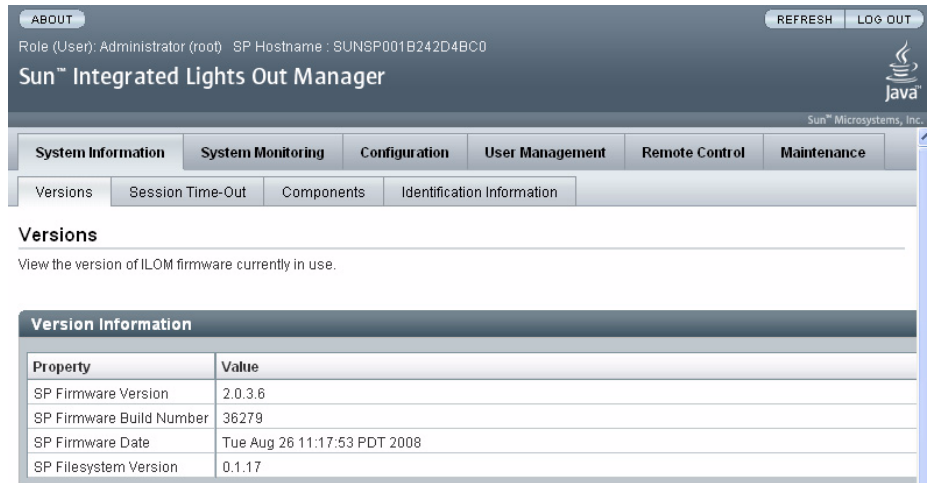 ABOUT REFRESH LOG OUT
Role (User): Administrator (root) SP Hostname : SUNSP001B242D4BC0
Sun™ Integrated Lights Out Manager
Java™
Sun™ Microsystems, Inc.
System Information System Monitoring Configuration User Management Remote Control Maintenance
Versions Session Time-Out Components Identification Information
Versions
View the version of ILOM firmware currently in use.
Version Information
Property Value
SP Firmware Version 2.0.3.6
SP Firmware Build Number 36279
SP Firmware Date Tue Aug 26 11:17:53 PDT 2008
SP Filesystem Version 0.1.17